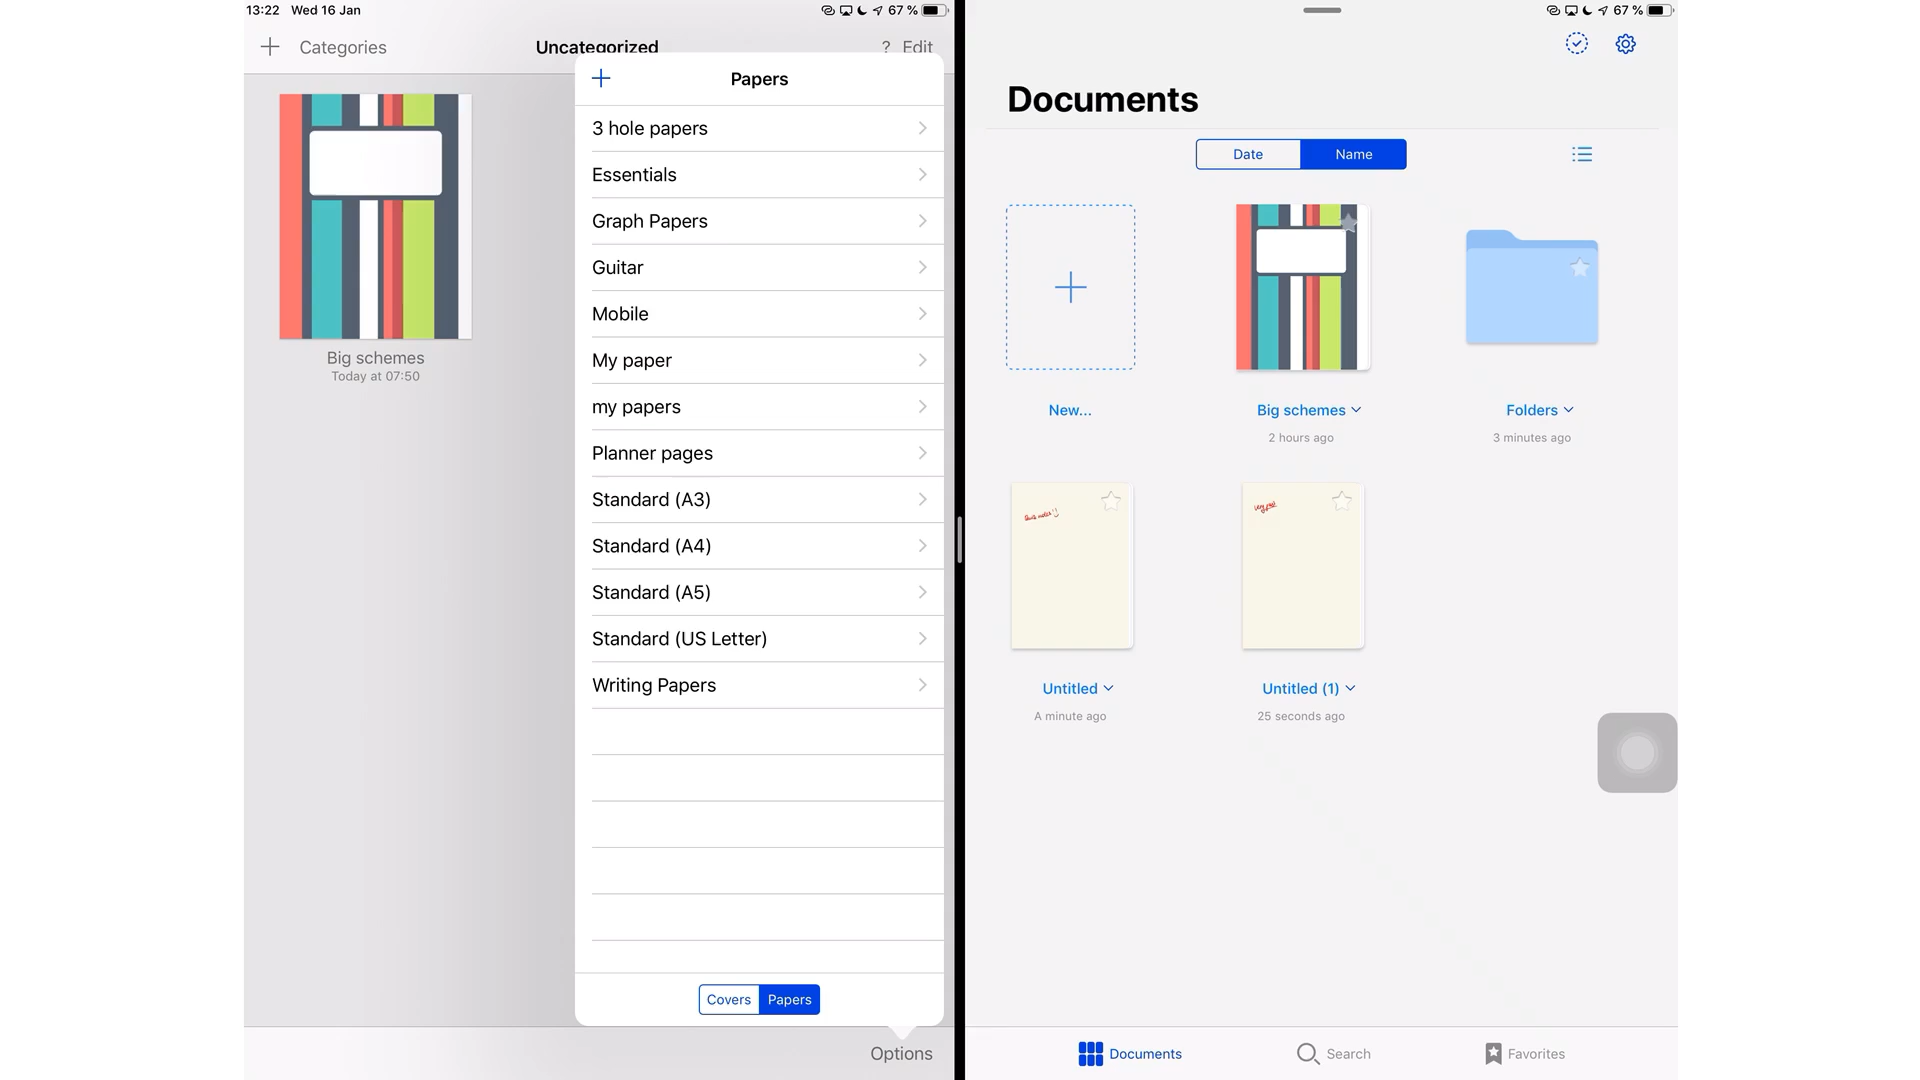 13:22 Wed 16 Jan
67 %
Categories
Uncategorized
? Edit
Big schemes
Today at 07:50
Papers
3 hole papers
Essentials
Graph Papers
Guitar
Mobile
My paper
my papers
Planner pages
Standard (A3)
Standard (A4)
Standard (A5)
Standard (US Letter)
Writing Papers
Covers
Papers
Options
67 %
Documents
Date
Name
New...
Big schemes
2 hours ago
Folders
3 minutes ago
Untitled
A minute ago
Untitled (1)
25 seconds ago
Documents
Search
Favorites